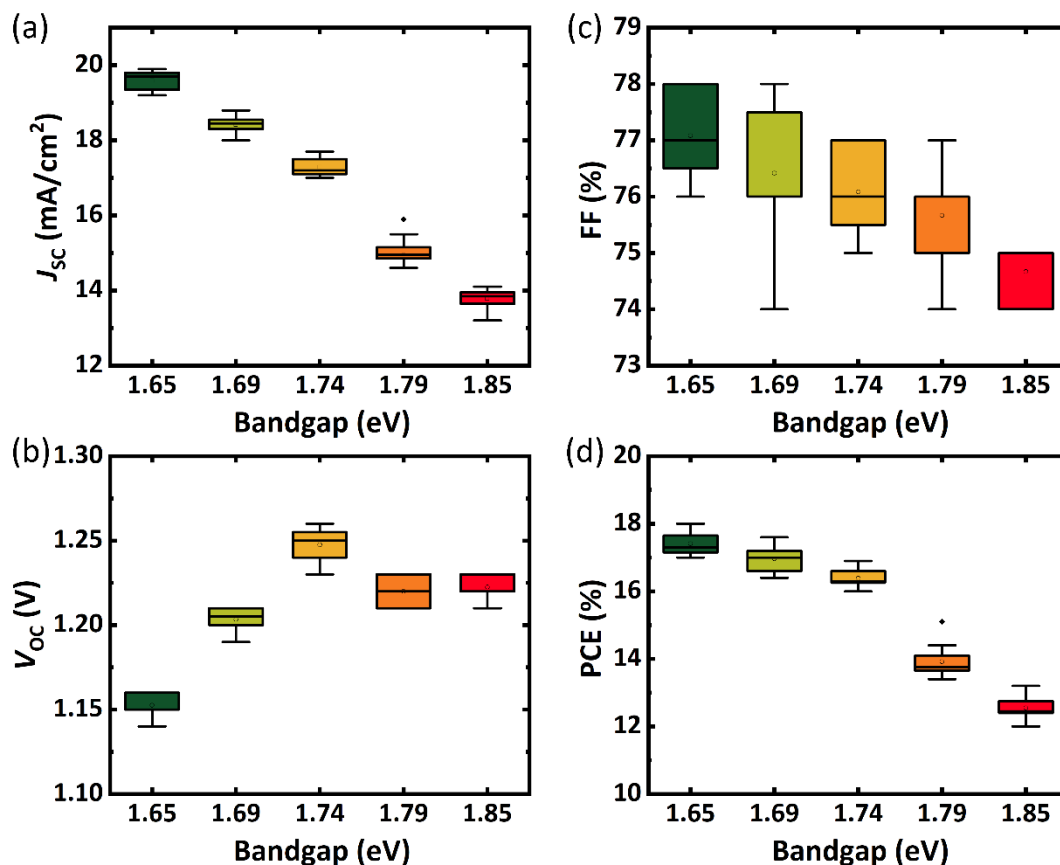 (a)
20
18
16
14
12
J_SC (mA/cm²)
1.65 1.69 1.74 1.79 1.85
Bandgap (eV)
(c)
79
78
77
76
75
74
73
FF (%)
1.65 1.69 1.74 1.79 1.85
Bandgap (eV)
(b)
1.30
1.25
1.20
1.15
1.10
V_OC (V)
1.65 1.69 1.74 1.79 1.85
Bandgap (eV)
(d)
20
18
16
14
12
10
PCE (%)
1.65 1.69 1.74 1.79 1.85
Bandgap (eV)